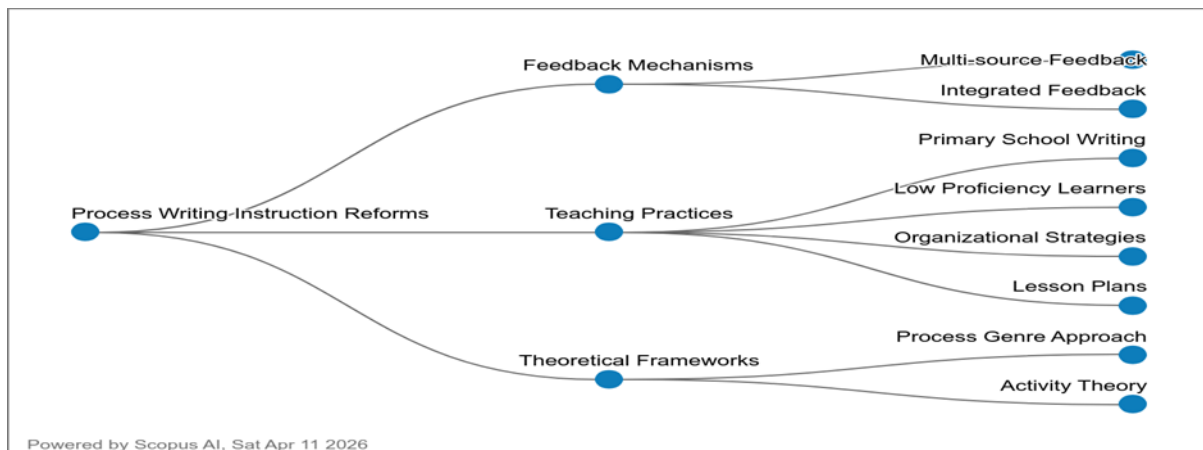 Multi-source-Feedback
Feedback Mechanisms
Integrated Feedback
Primary School Writing
Low Proficiency Learners
Process Writing Instruction Reforms
Teaching Practices
Organizational Strategies
Lesson Plans
Process Genre Approach
Theoretical Frameworks
Activity Theory
Powered by Scopus AI, Sat Apr 11 2026